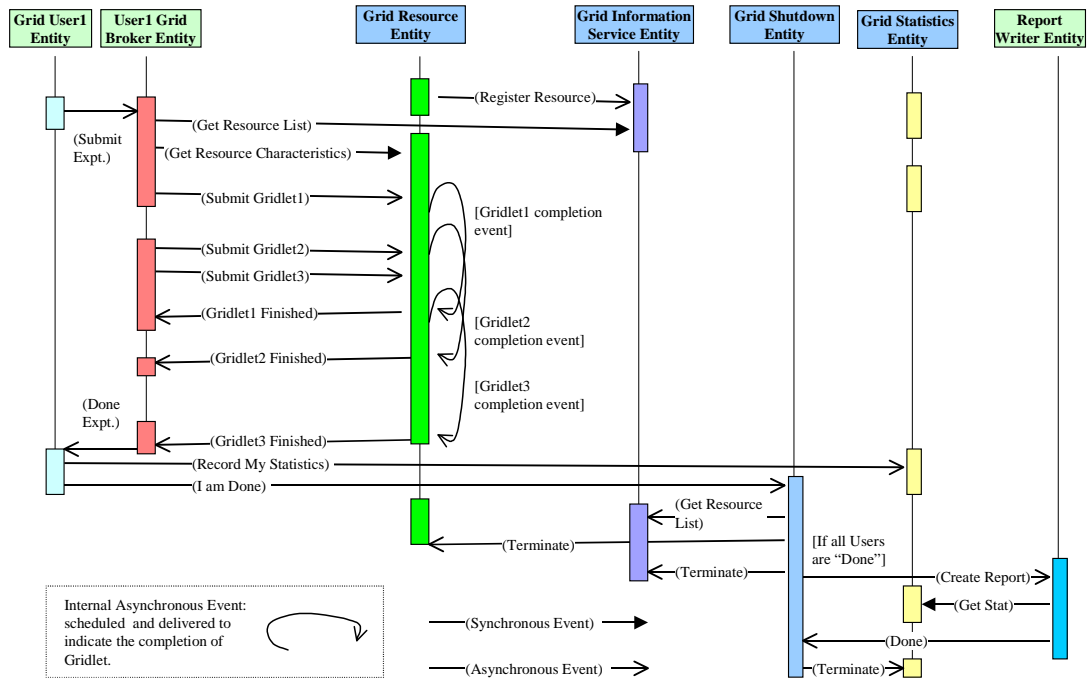 Grid User1
Entity
User1 Grid
Broker Entity
Grid Resource
Entity
Grid Information
Service Entity
Grid Shutdown
Entity
Grid Statistics
Entity
Report
Writer Entity
(Register Resource)
(Submit
Expt.)
(Get Resource List)
(Get Resource Characteristics)
(Submit Gridlet1)
[Gridlet1 completion
event]
(Submit Gridlet2)
(Submit Gridlet3)
(Gridlet1 Finished)
[Gridlet2
completion event]
(Gridlet2 Finished)
[Gridlet3
completion event]
(Done
Expt.)
(Gridlet3 Finished)
(Record My Statistics)
(I am Done)
(Get Resource
List)
(Terminate)
[If all Users
are “Done”]
(Terminate)
(Create Report)
(Get Stat)
(Done)
(Terminate)
Internal Asynchronous Event:
scheduled and delivered to
indicate the completion of
Gridlet.
(Synchronous Event)
(Asynchronous Event)